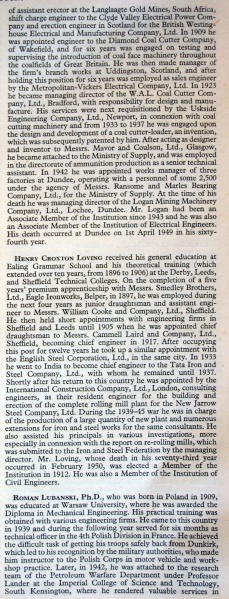 of assistant erector at the Langlaagte Gold Mines, South Africa,
shift charge engineer to the Clyde Valley Electrical Power Com-
pany and erection engineer in Scotland for the British Westing-
house Electrical and Manufacturing Company, Ltd. In 1909 he
was appointed engineer to the Diamond Coal Cutter Company,
of Wakefield, and for six years was engaged on testing and
supervising the introduction of coal face machinery throughout
the coalfields of Great Britain. He was then made manager of
the firm's branch works at Uddingston, Scotland, and after
holding this position for six years was employed as sales engineer
by the Metropolitan-Vickers Electrical Company, Ltd. In 1923
he became managing director of the W.A.L. Coal Cutter Com-
pany, Ltd., Bradford, with responsibility for design and manu-
facture. His services were next requisitioned by the Uskside
Engineering Company, Ltd., Newport, in connexion with coal
cutting machinery and from 1933 to 1937 he was engaged upon
the design and development of a coal cutter-loader, an invention,
which was subsequently patented by him. After acting as designer
and inventor to Messrs. Mavor and Coulson, Ltd., Glasgow,
he became attached to the Ministry of Supply, and was employed
in the directorate of ammunition production as a senior technical
assistant. In 1942 he was appointed works manager of three
factories at Dundee, operating with a personnel of some 2,500
under the agency of Messrs. Ransome and Marles Bearing
Company, Ltd., for the Ministry of Supply. At the time of his
death he was managing director of the Logan Mining Machinery
Company, Ltd., Lochee, Dundee. Mr. Logan had been an
Associate Member of the Institution since 1943 and he was also
an Associate Member of the Institution of Electrical Engineers.
His death occurred at Dundee on 1st April 1949 in his sixty-
fourth year.
HENRY CROXTON LOVING received his general education at
Ealing Grammar School and his theoretical training (which
extended over ten years, from 1896 to 1906) at the Derby, Leeds,
and Sheffield Technical Colleges. On the completion of a five
years' premium apprenticeship with Messrs. Smedley Brothers,
Ltd., Eagle Ironworks, Belper, in 1897, he was employed during
the next four years as junior draughtsman and assistant engi-
neer to Messrs. William Cooke and Company, Ltd., Sheffield.
He then held short appointments with engineering firms in
Sheffield and Leeds until 1905 when he was appointed chief
draughtsman to Messrs. Cammell Laird and Company, Ltd.,
Sheffield, becoming chief engineer in 1917. After occupying
this post for twelve years he took up a similar appointment with
the English Steel Corporation, Ltd., in the same city. In 1933
he went to India to become chief engineer to the Tata Iron and
Steel Company, Ltd., with whom he remained until 1937.
Shortly after his return to this country he was appointed by the
International Construction Company, Ltd., London, consulting
engineers, as their resident engineer for the building and
erection of the complete rolling mill plant for the New Jarrow
Steel Company, Ltd. During the 1939-45 war he was in charge
of the production of a large quantity of new plant and numerous
extensions for iron and steel works for the same consultants. He
also assisted his principals in various investigations, more
especially in connexion with the report on re-rolling mills, which
was submitted to the Iron and Steel Federation by the managing
director. Mr. Loving, whose death in his seventy-third year
occurred in February 1950, was elected a Member of the
Institution in 1912. He was also a Member of the Institution of
Civil Engineers.
ROMAN LUBANSKI, Ph.D., who was born in Poland in 1909,
was educated at Warsaw University, where he was awarded the
Diploma in Mechanical Engineering. His practical training was
obtained with various engineering firms. He came to this country
in 1939 and during the following year served for six months as
technical officer in the 4th Polish Division in France. He achieved
the difficult task of getting his troops safely back from Dunkirk,
which led to his recognition by the military authorities, who made
him instructor to the Polish Corps in motor vehicle and work-
shop practice. Later, in 1942, he was attached to the research
team of the Petroleum Warfare Department under Professor
Lander at the Imperial College of Science and Technology,
South Kensington, where he rendered valuable services in